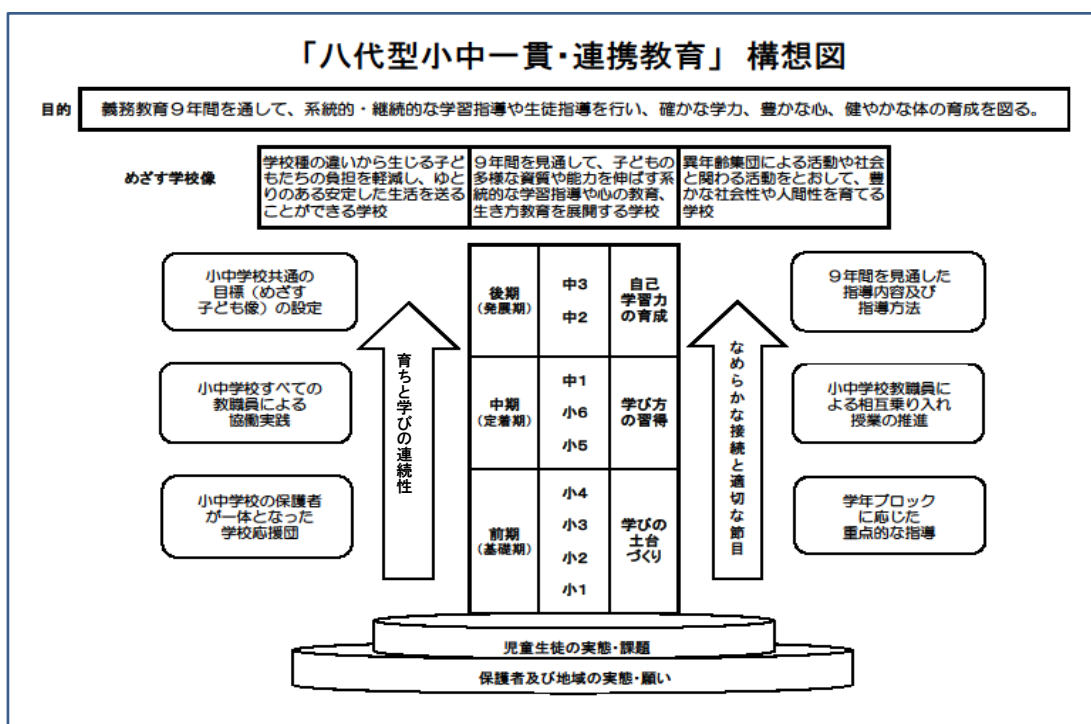 「八代型小中一貫・連携教育」 構想図
目的
義務教育９年間を通して、系統的・継続的な学習指導や生徒指導を行い、確かな学力、豊かな心、健やかな体の育成を図る。
めざす学校像
学校種の違いから生じる子ど
もたちの負担を軽減し、ゆと
りのある安定した生活を送る
ことができる学校
９年間を見通して、子どもの
多様な資質や能力を伸ばす系
統的な学習指導や心の教育、
生き方教育を展開する学校
異年齢集団による活動や社会
と関わる活動をとおして、豊
かな社会性や人間性を育てる
学校
小中学校共通の
目標（めざす
子ども像）の設定
小中学校すべての
教職員による
協働実践
小中学校の保護者
が一体となった
学校応援団
育ちと学びの連続性
後期
（発展期）
中3
中2
自己
学習力
の育成
中期
（定着期）
中1
小6
小5
学び方
の習得
前期
（基礎期）
小4
小3
小2
小1
学びの
土台
づくり
なめらかな接続と適切な節目
９年間を見通した
指導内容及び
指導方法
小中学校教職員に
よる相互乗り入れ
授業の推進
学年ブロック
に応じた
重点的な指導
児童生徒の実態・課題
保護者及び地域の実態・願い